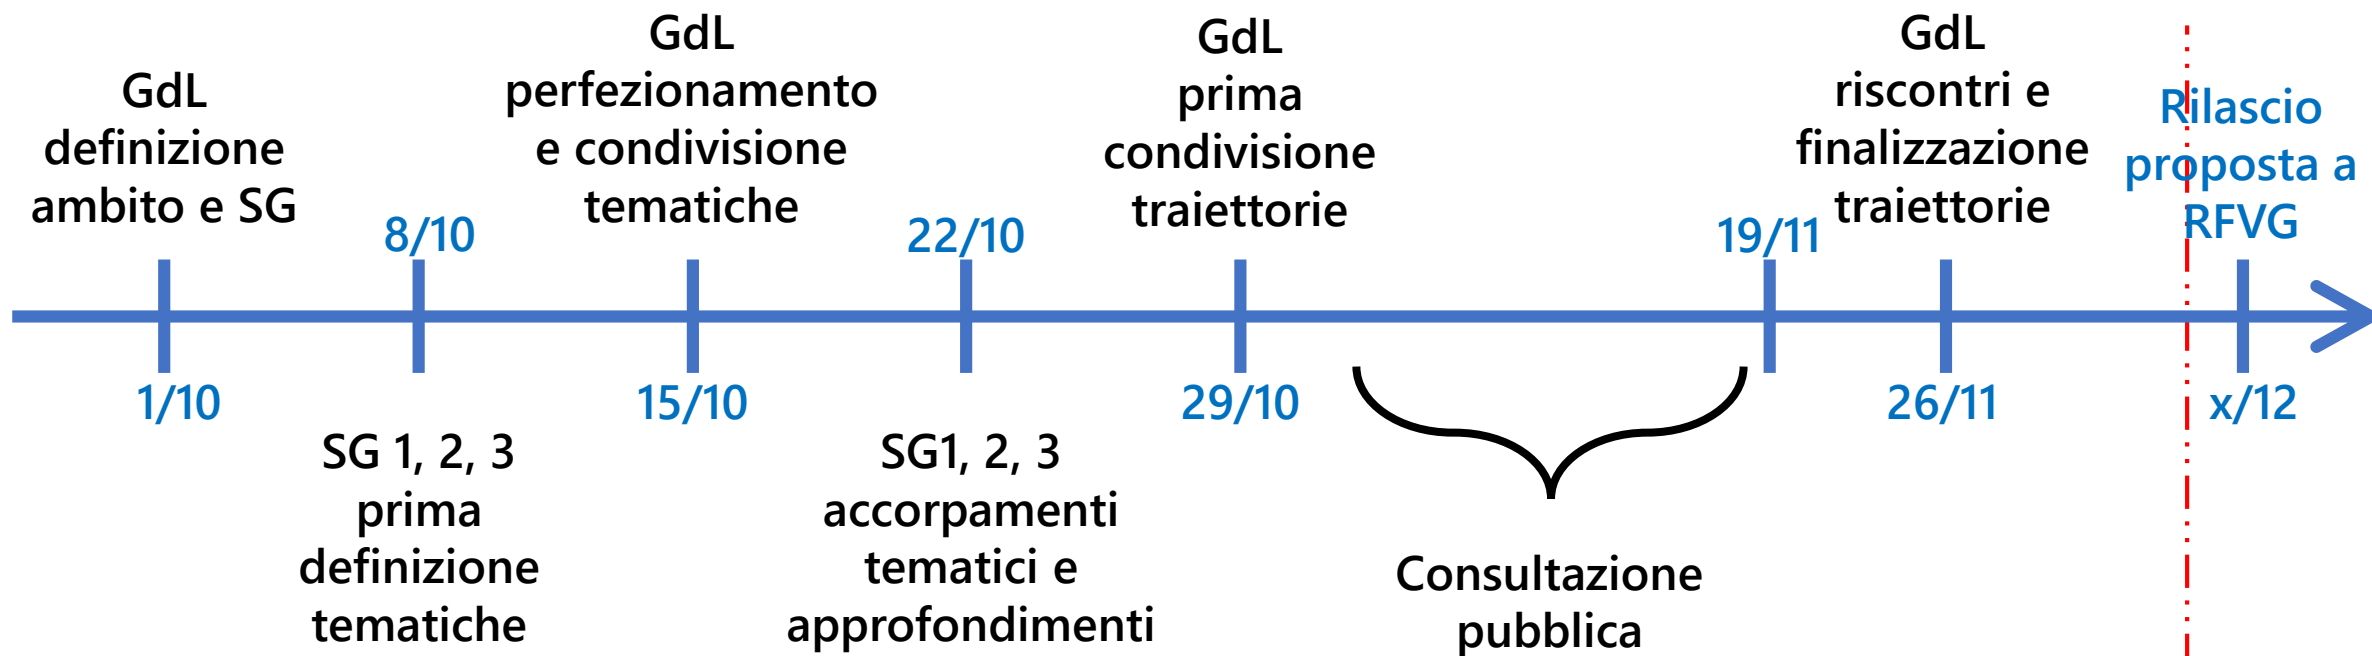 GdL
definizione
ambito e SG
1/10
8/10
SG 1, 2, 3
prima
definizione
tematiche
GdL
perfezionamento
e condivisione
tematiche
15/10
22/10
SG1, 2, 3
accorpamenti
tematici e
approfondimenti
GdL
prima
condivisione
traiettorie
29/10
Consultazione
pubblica
19/11
GdL
riscontri e
finalizzazione
traiettorie
26/11
Rilascio
proposta a
RFVG
x/12